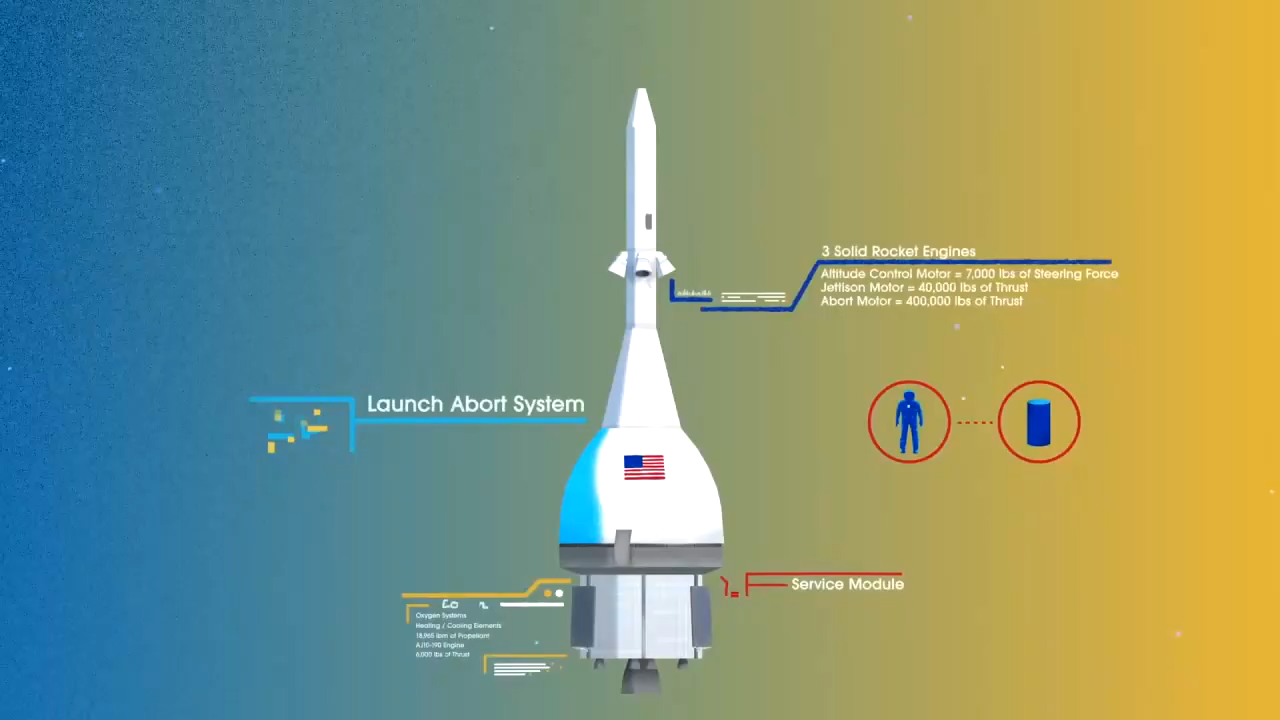 3 Solid Rocket Engines
Attitude Control Motor = 7,000 lbs of Steering Force
Jettison Motor = 40,000 lbs of Thrust
Abort Motor = 400,000 lbs of Thrust
Launch Abort System
Service Module
Oxygen Systems
Heating / Cooling Elements
18,965 lbm of Propellant
AJ10-190 Engine
6,000 lbs of Thrust